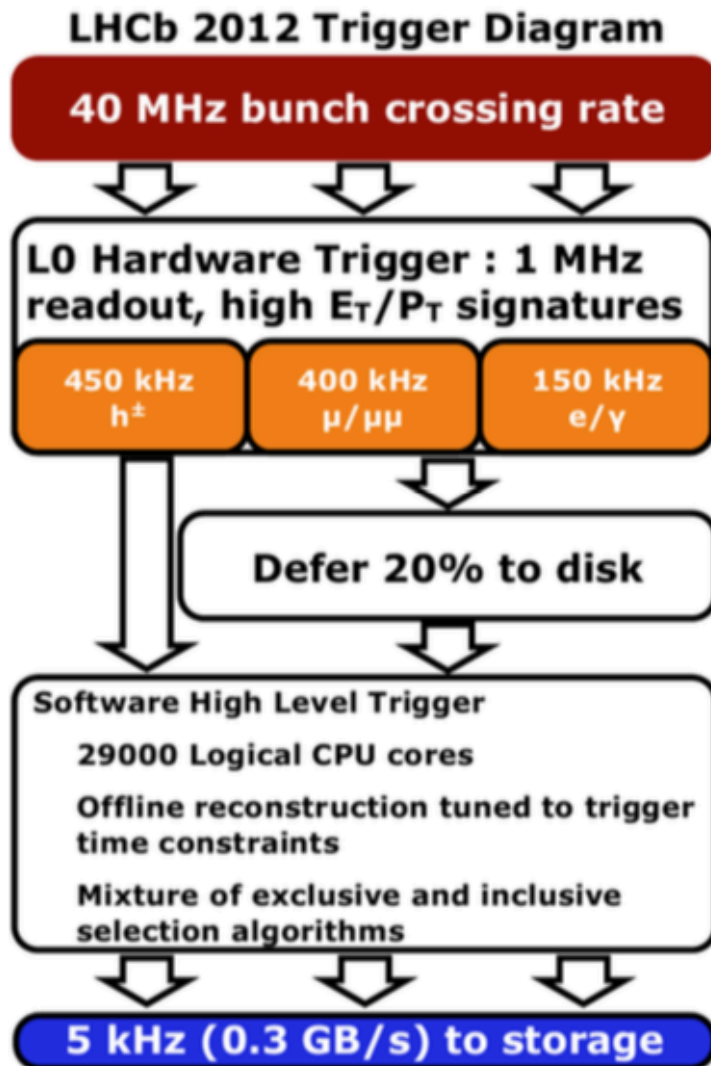 LHCb 2012 Trigger Diagram
40 MHz bunch crossing rate
L0 Hardware Trigger : 1 MHz
readout, high Eᴛ/Pᴛ signatures
450 kHz
h±
400 kHz
μ/μμ
150 kHz
e/γ
Defer 20% to disk
Software High Level Trigger
29000 Logical CPU cores
Offline reconstruction tuned to trigger
time constraints
Mixture of exclusive and inclusive
selection algorithms
5 kHz (0.3 GB/s) to storage